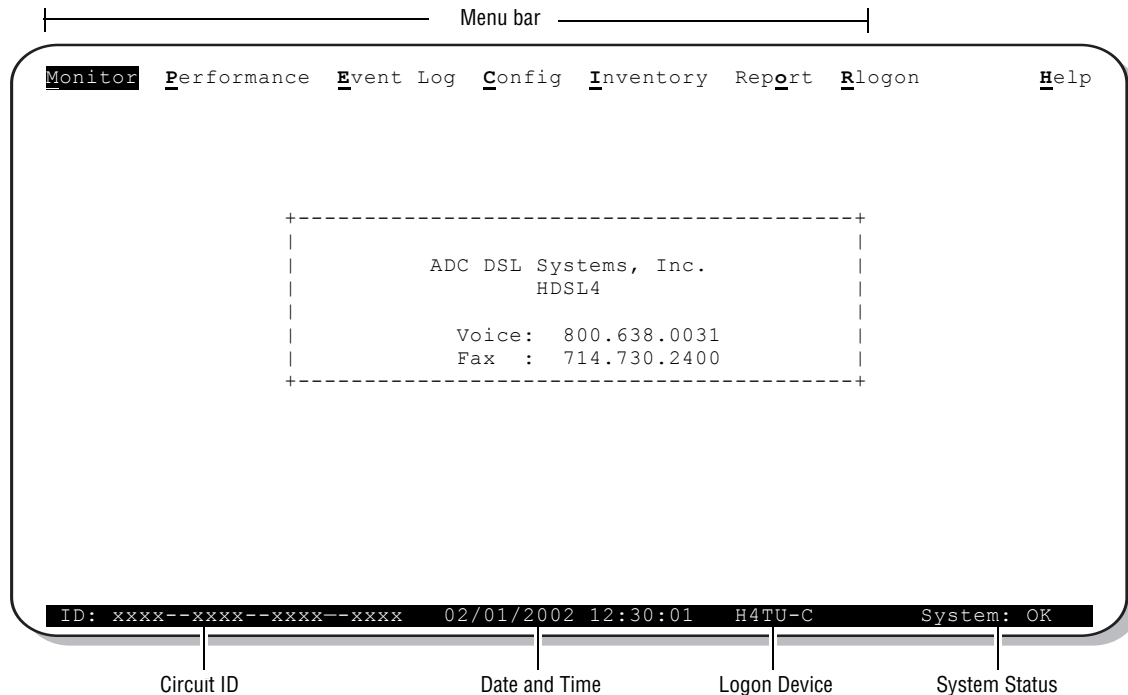 Menu bar
Monitor Performance Event Log Config Inventory Report Rlogon Help
ADC DSL Systems, Inc.
HDSL4
Voice: 800.638.0031
Fax : 714.730.2400
ID: xxxx--xxxx--xxxx—-xxxx 02/01/2002 12:30:01 H4TU-C System: OK
Circuit ID Date and Time Logon Device System Status